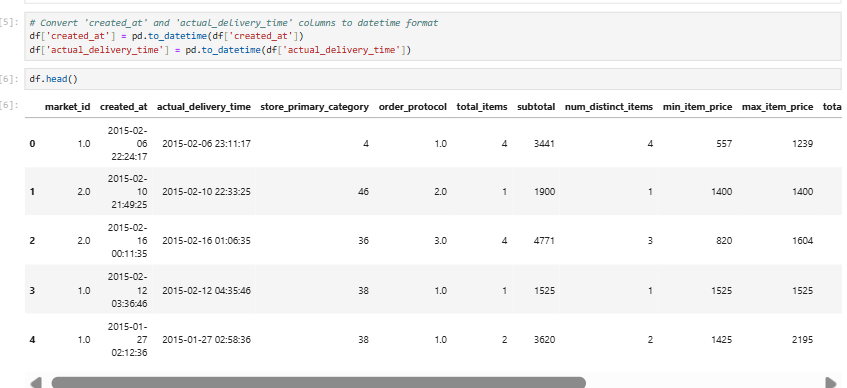 [5]: # Convert 'created_at' and 'actual_delivery_time' columns to datetime format
df['created_at'] = pd.to_datetime(df['created_at'])
df['actual_delivery_time'] = pd.to_datetime(df['actual_delivery_time'])
[6]: df.head()
[6]: market_id created_at actual_delivery_time store_primary_category order_protocol total_items subtotal num_distinct_items min_item_price max_item_price tota
0 1.0 2015-02-06 22:24:17 2015-02-06 23:11:17 4 1.0 4 3441 4 557 1239
1 2.0 2015-02-10 21:49:25 2015-02-10 22:33:25 46 2.0 1 1900 1 1400 1400
2 2.0 2015-02-16 00:11:35 2015-02-16 01:06:35 36 3.0 4 4771 3 820 1604
3 1.0 2015-02-12 03:36:46 2015-02-12 04:35:46 38 1.0 1 1525 1 1525 1525
4 1.0 2015-01-27 02:12:36 2015-01-27 02:58:36 38 1.0 2 3620 2 1425 2195